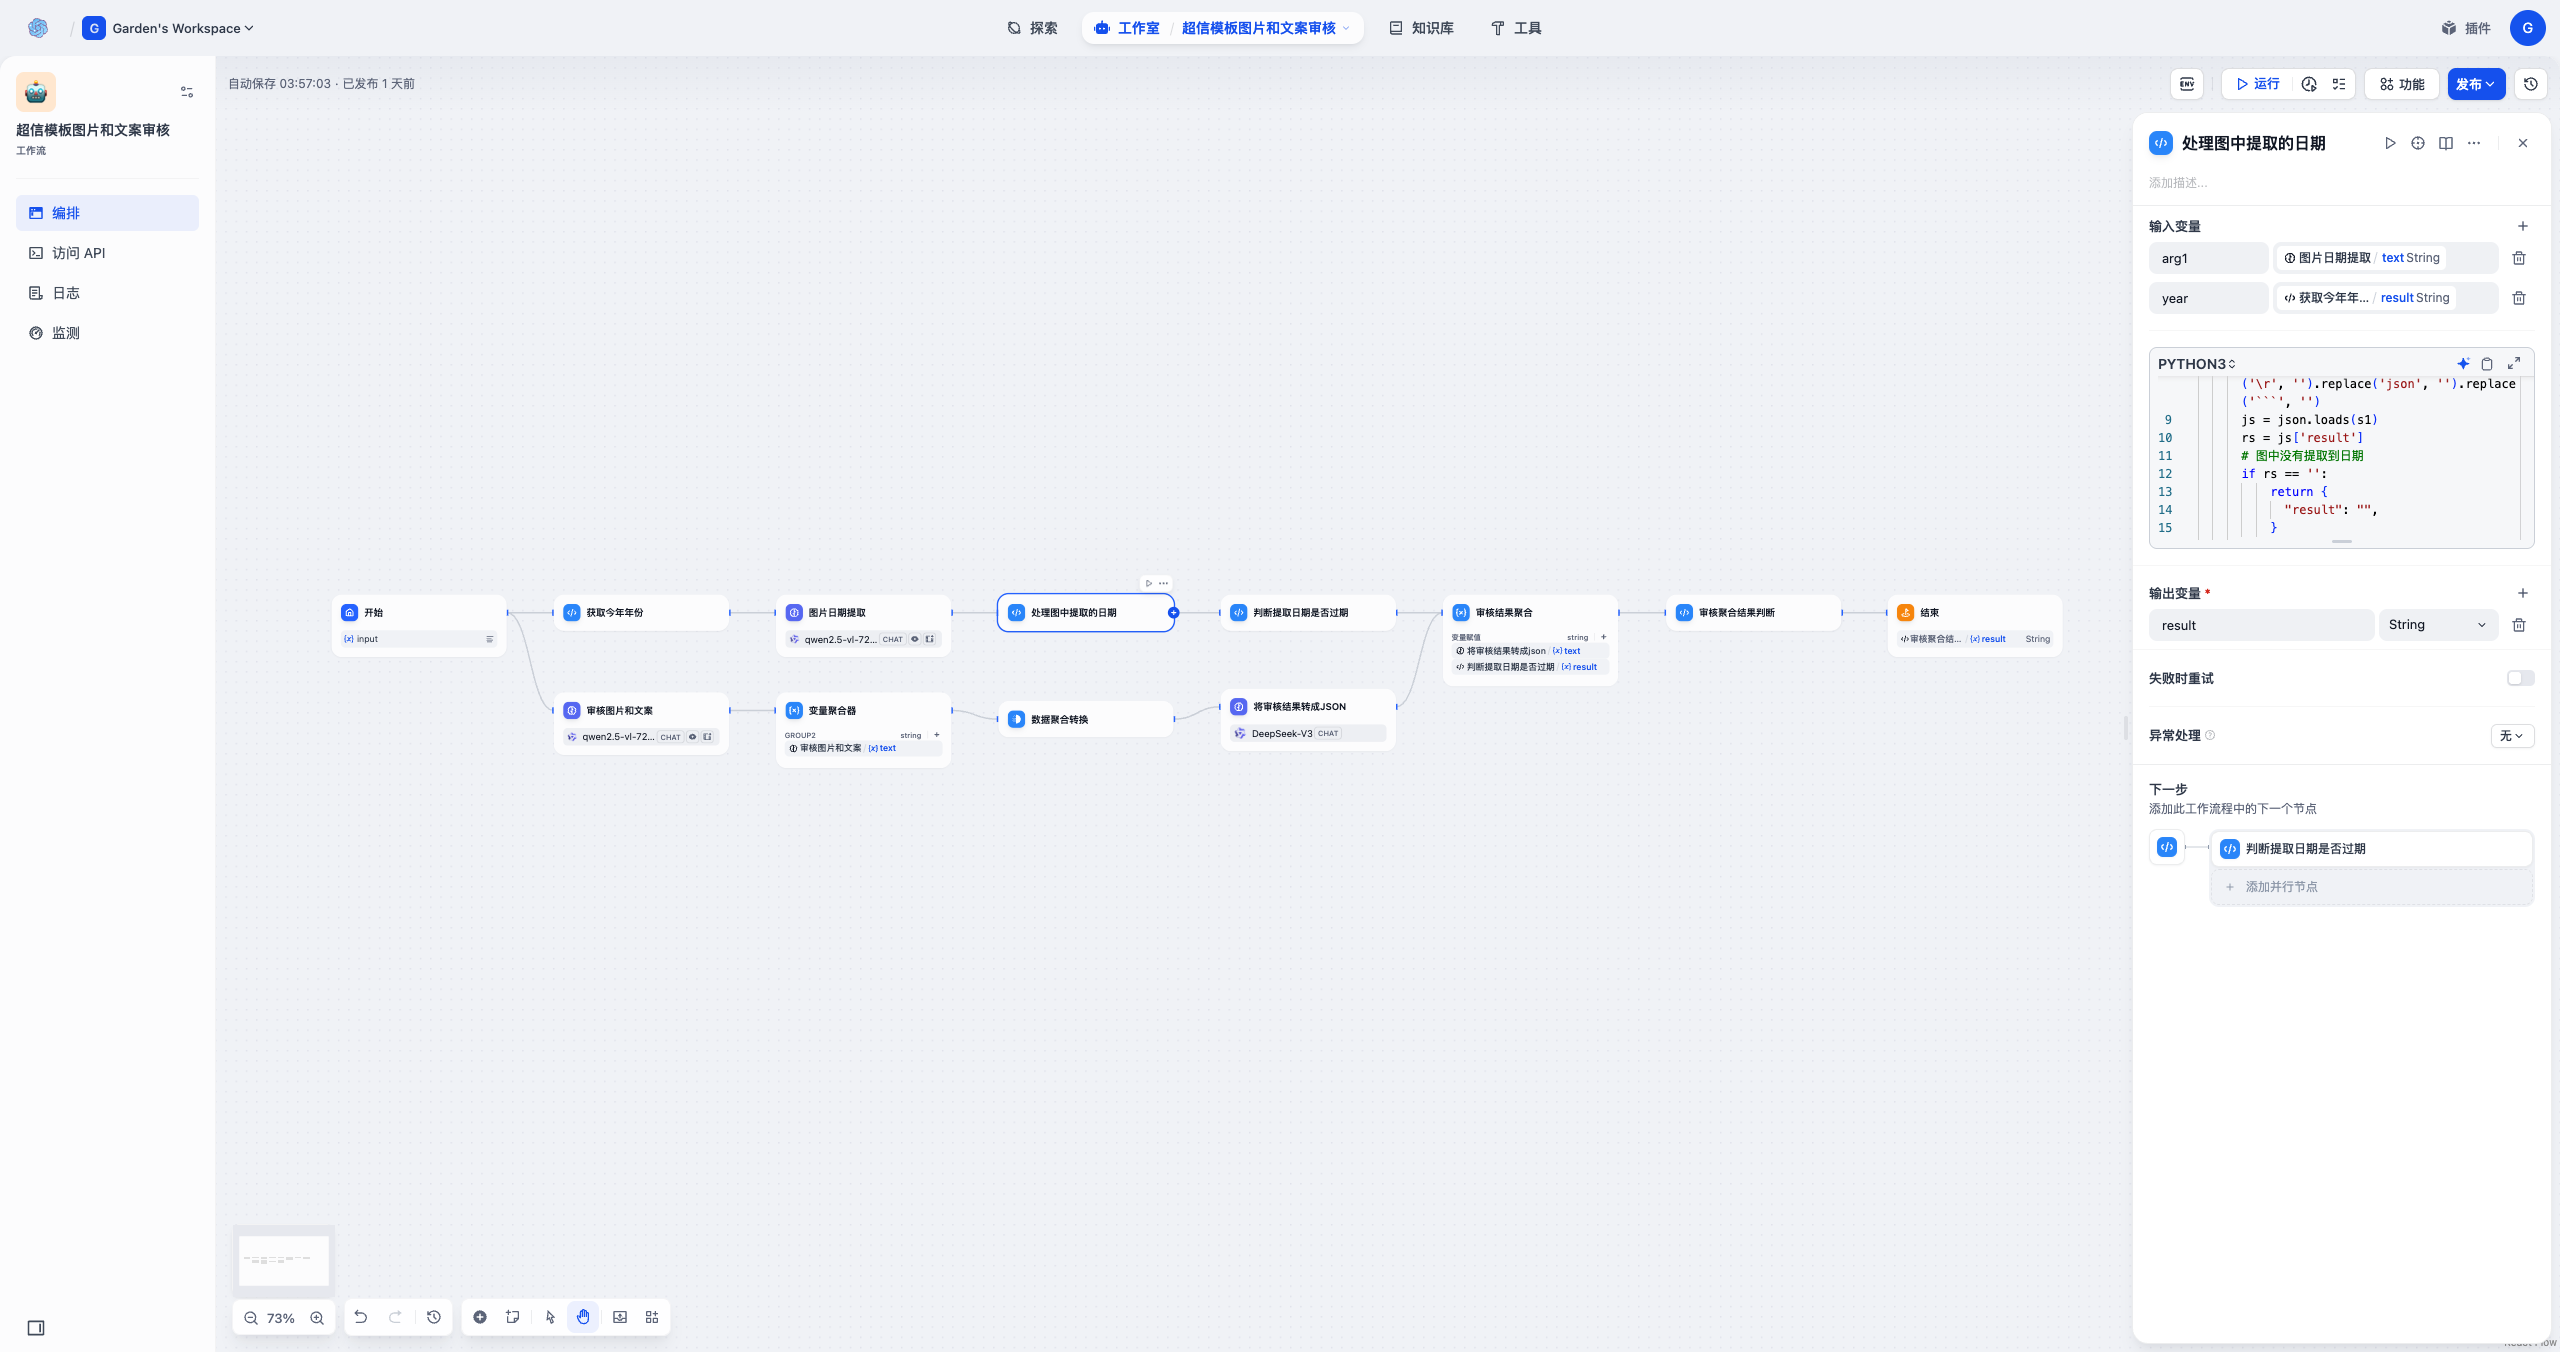 / G Garden's Workspace
探索
工作室 / 超信模板图片和文案审核
知识库
工具
插件
G
超信模板图片和文案审核
工作流
编排
访问 API
日志
监测
自动保存 03:57:03 · 已发布 1 天前
ENV
运行
功能
发布
开始
{x} input
获取今年年份
图片日期提取
qwen2.5-vl-72... CHAT
处理图中提取的日期
判断提取日期是否过期
审核结果聚合
变量赋值 string +
将审核结果转成json / {x} text
判断提取日期是否过期 / {x} result
审核聚合结果判断
结束
审核聚合结... / {x} result String
审核图片和文案
qwen2.5-vl-72... CHAT
变量聚合器
GROUP2 string +
审核图片和文案 / {x} text
数据聚合转换
将审核结果转成JSON
DeepSeek-V3 CHAT
73%
处理图中提取的日期
添加描述...
输入变量
arg1 图片日期提取 / text String
year 获取今年年... / result String
PYTHON3
('\r', '').replace('json', '').replace
('```', '')
9 js = json.loads(s1)
10 rs = js['result']
11 # 图中没有提取到日期
12 if rs == '':
13 return {
14 "result": "",
15 }
输出变量 *
result String
失败时重试
异常处理 无
下一步
添加此工作流程中的下一个节点
判断提取日期是否过期
+ 添加并行节点